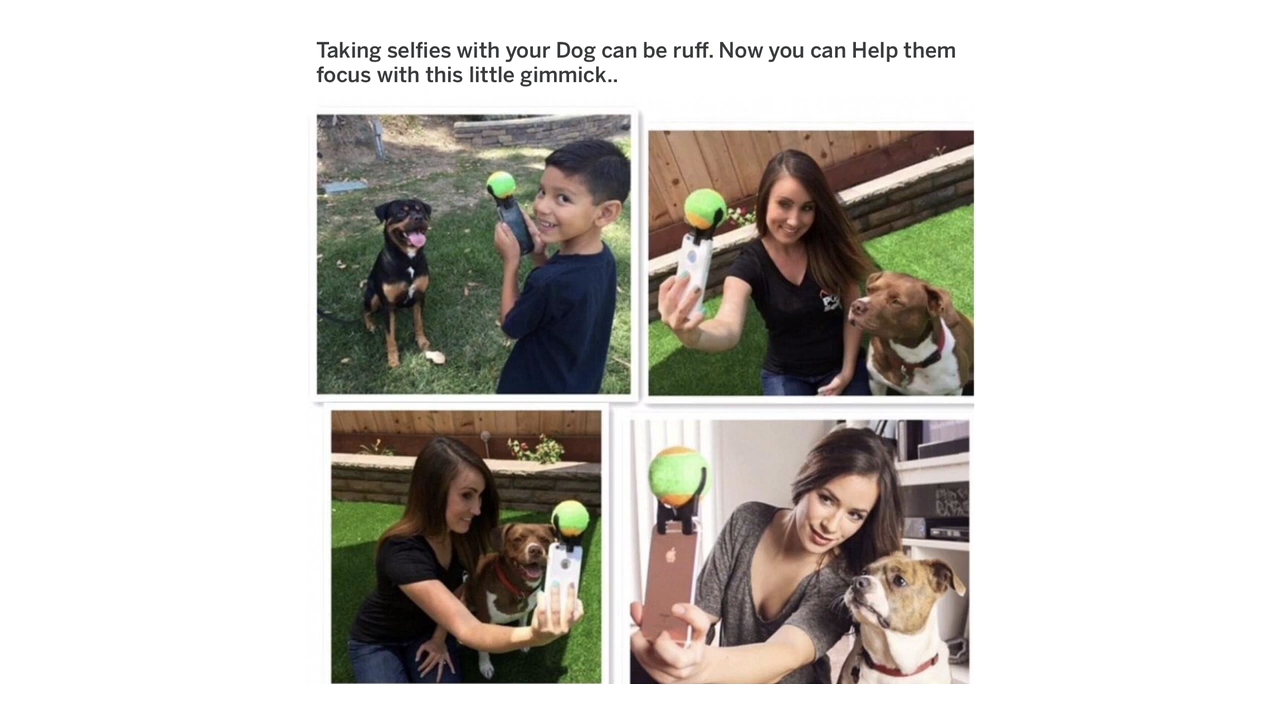 Taking selfies with your Dog can be ruff. Now you can Help them
focus with this little gimmick..